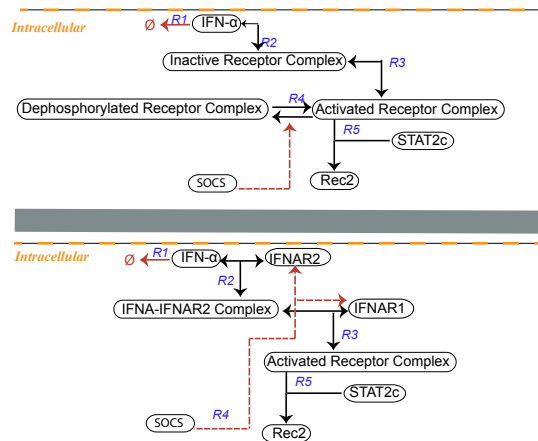 Ø R1 IFN-α
Intracellular
R2
Inactive Receptor Complex
R3
Dephosphorylated Receptor Complex R4 Activated Receptor Complex
R5
STAT2c
SOCS
Rec2
Intracellular
Ø R1 IFN-α IFNAR2
R2
IFNA-IFNAR2 Complex IFNAR1
R3
Activated Receptor Complex
R5
STAT2c
SOCS R4
Rec2